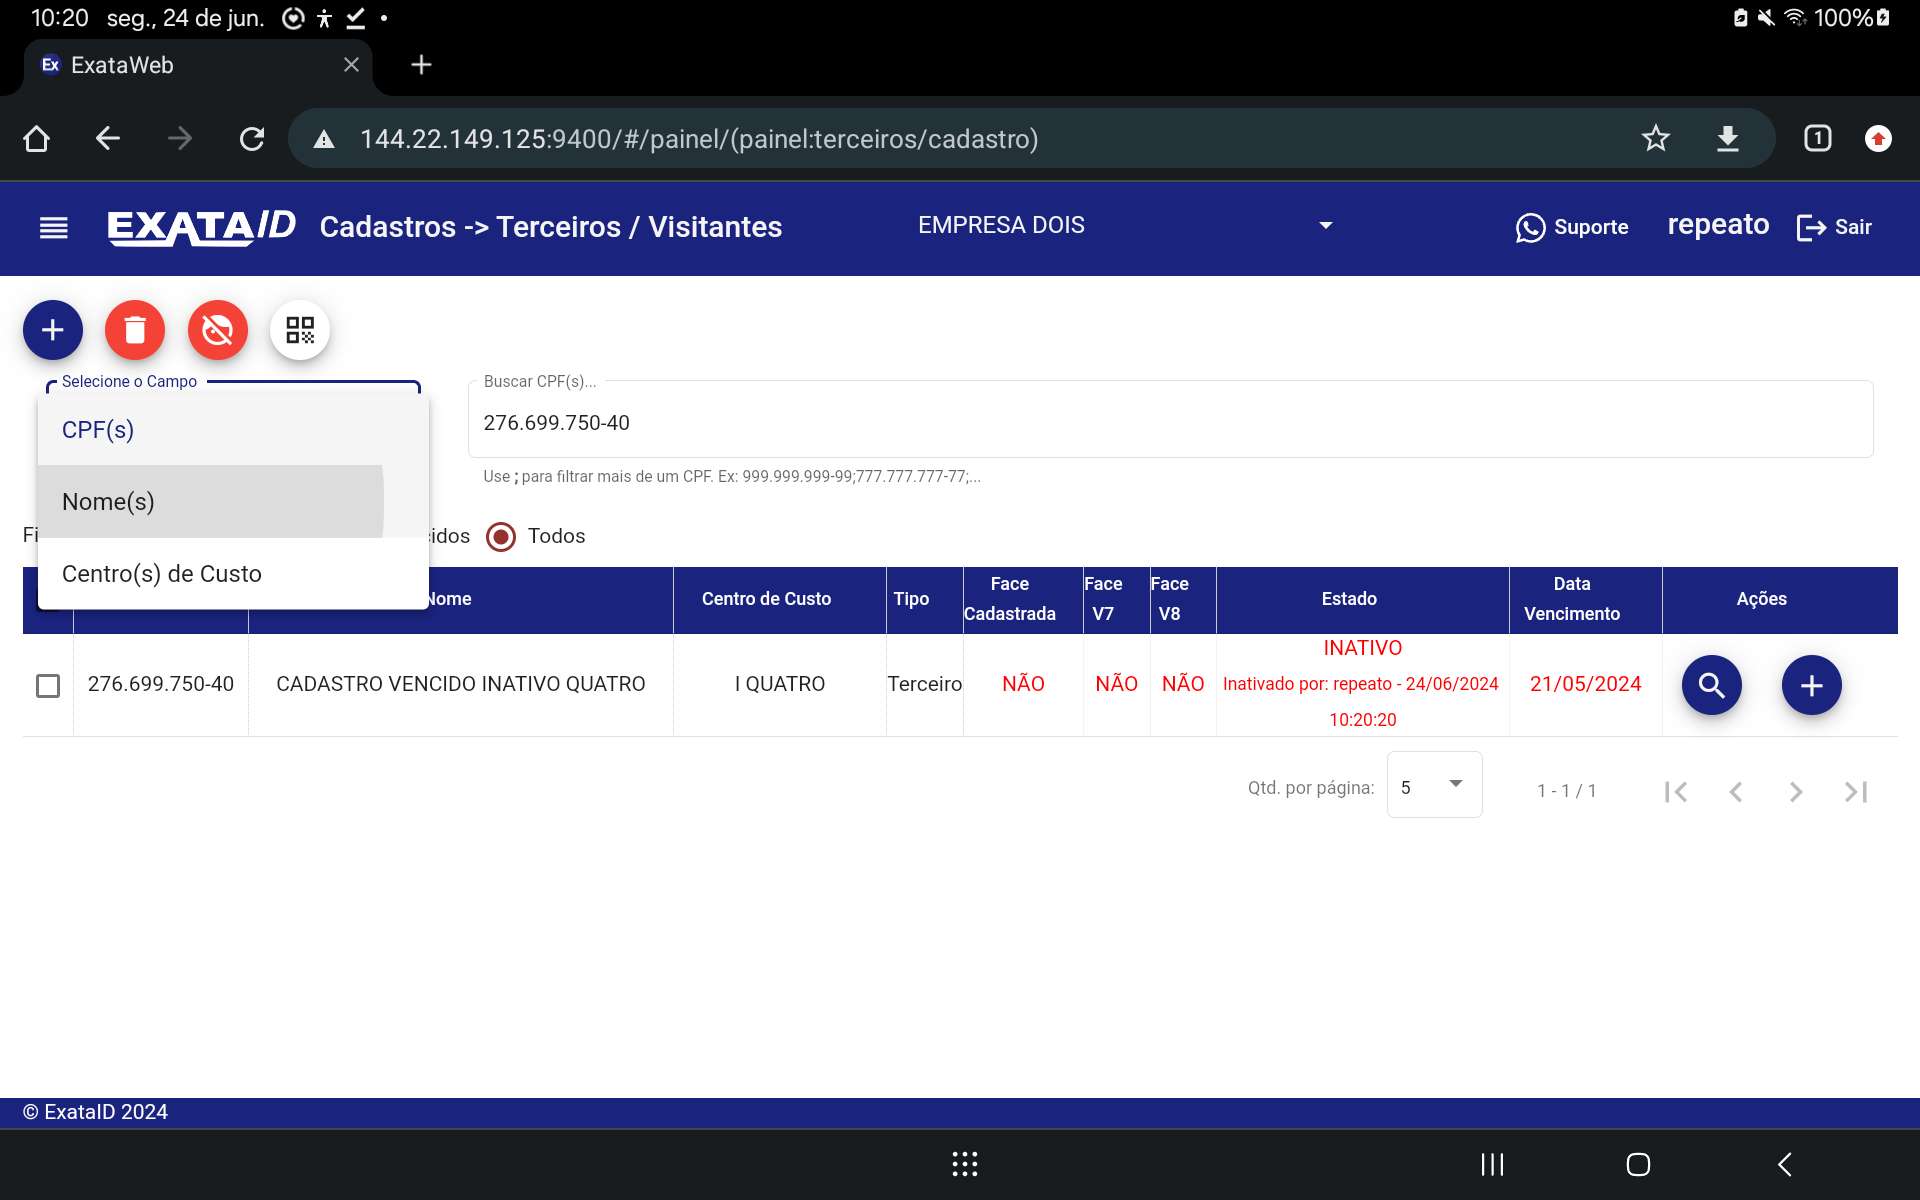 10:20 seg., 24 de jun.
100%
Ex ExataWeb
144.22.149.125:9400/#/painel/(painel:terceiros/cadastro)
1
EXATAID Cadastros -> Terceiros / Visitantes EMPRESA DOIS Suporte repeato Sair
Selecione o Campo
Buscar CPF(s)...
CPF(s)
276.699.750-40
Use ; para filtrar mais de um CPF. Ex: 999.999.999-99;777.777.777-77;...
Nome(s)
Fi
cidos Todos
Centro(s) de Custo
Nome Centro de Custo Tipo Face Cadastrada Face V7 Face V8 Estado Data Vencimento Ações
276.699.750-40 CADASTRO VENCIDO INATIVO QUATRO I QUATRO Terceiro NÃO NÃO NÃO INATIVO
Inativado por: repeato - 24/06/2024
10:20:20
21/05/2024
Qtd. por página: 5 1 - 1 / 1
© ExataID 2024